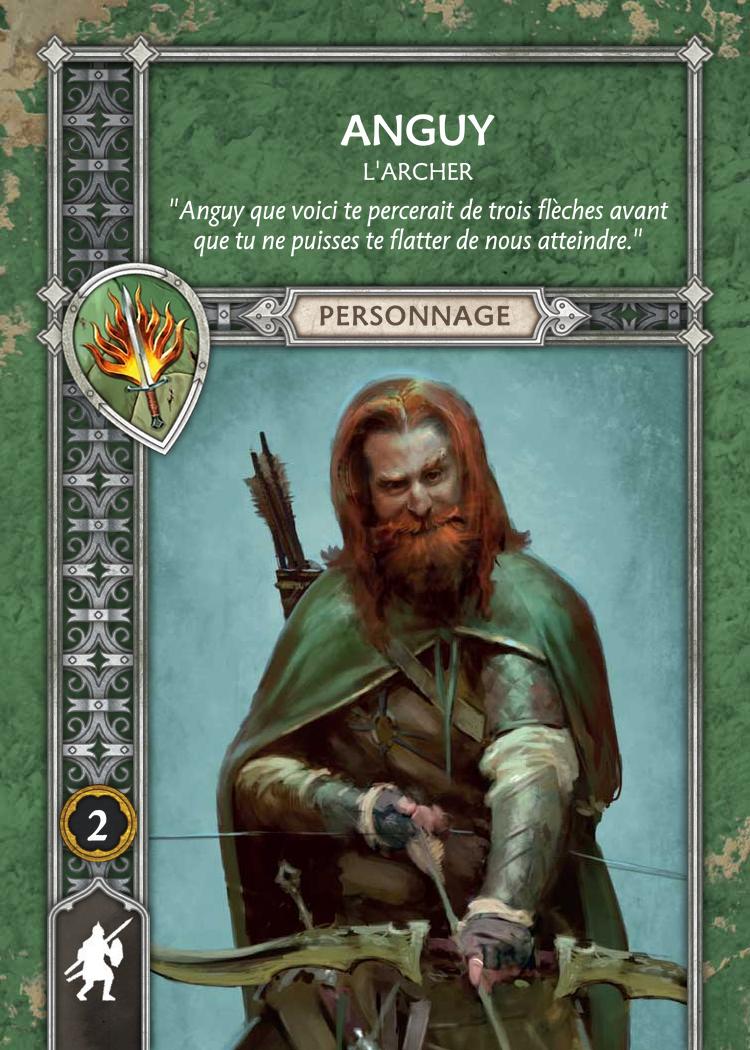 ANGUY
L'ARCHER
"Anguy que voici te percerait de trois flèches avant
que tu ne puisses te flatter de nous atteindre."
PERSONNAGE
2